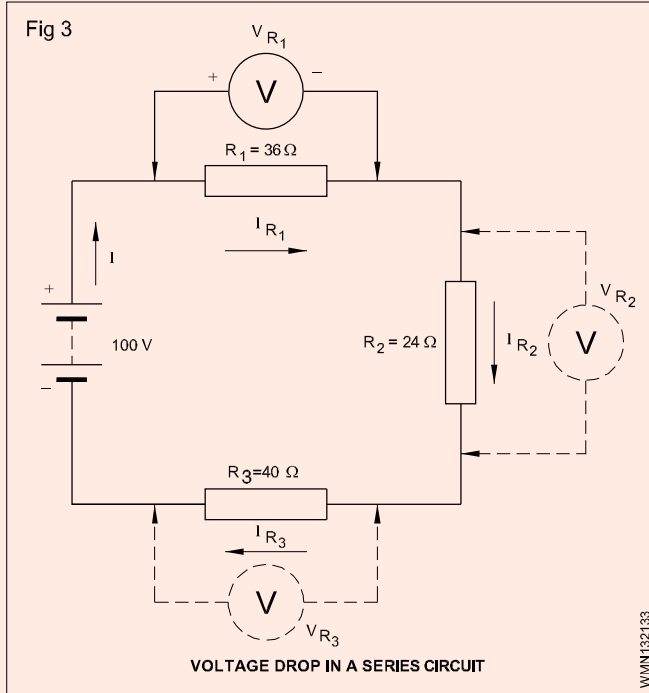 Fig 3
V R₁
+ −
V
R₁ = 36 Ω
I R₁
I
+
100 V
−
R₂ = 24 Ω
I R₂
V R₂
V
R₃=40 Ω
I R₃
V
V R₃
VOLTAGE DROP IN A SERIES CIRCUIT
WMN132133